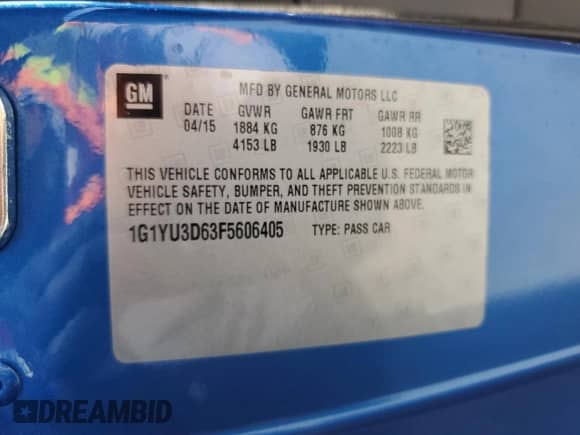 GM
MFD BY GENERAL MOTORS LLC
DATE GVWR GAWR FRT GAWR RR
04/15 1884 KG 876 KG 1008 KG
4153 LB 1930 LB 2223 LB
THIS VEHICLE CONFORMS TO ALL APPLICABLE U.S. FEDERAL MOTOR
VEHICLE SAFETY, BUMPER, AND THEFT PREVENTION STANDARDS IN
EFFECT ON THE DATE OF MANUFACTURE SHOWN ABOVE.
1G1YU3D63F5606405 TYPE: PASS CAR
DREAMBID